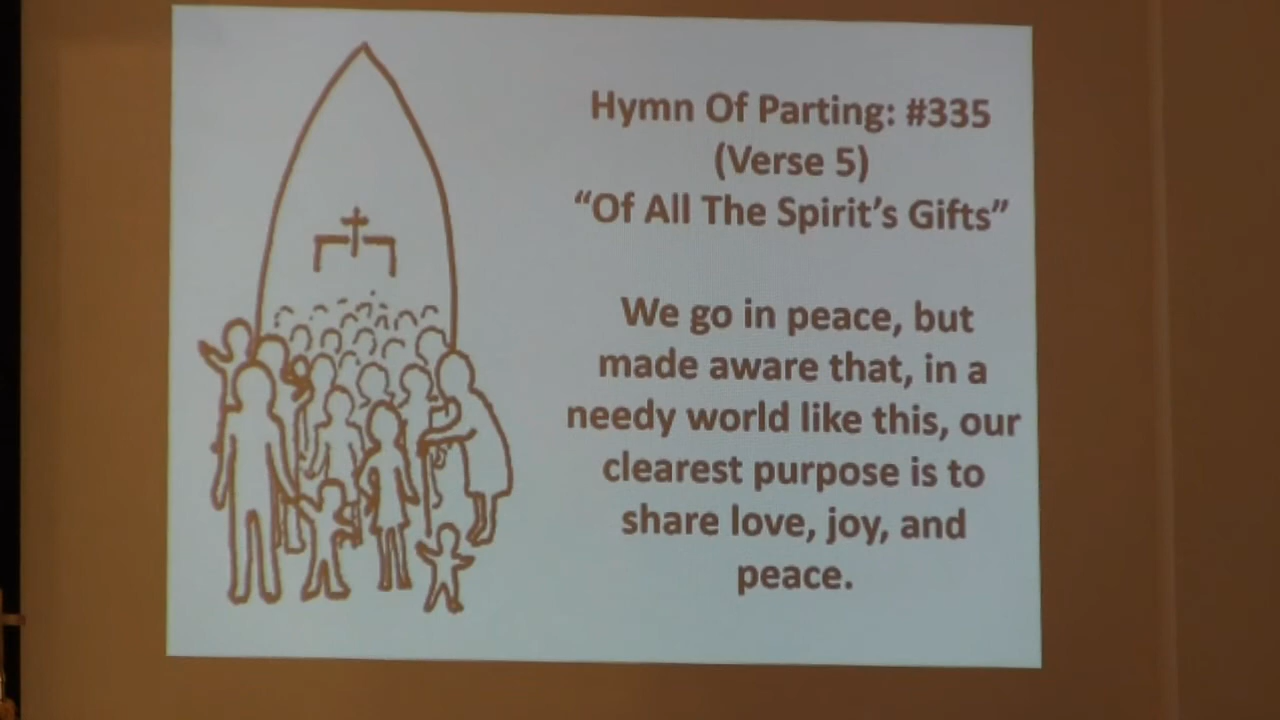 Hymn Of Parting: #335
(Verse 5)
“Of All The Spirit’s Gifts”
We go in peace, but
made aware that, in a
needy world like this, our
clearest purpose is to
share love, joy, and
peace.